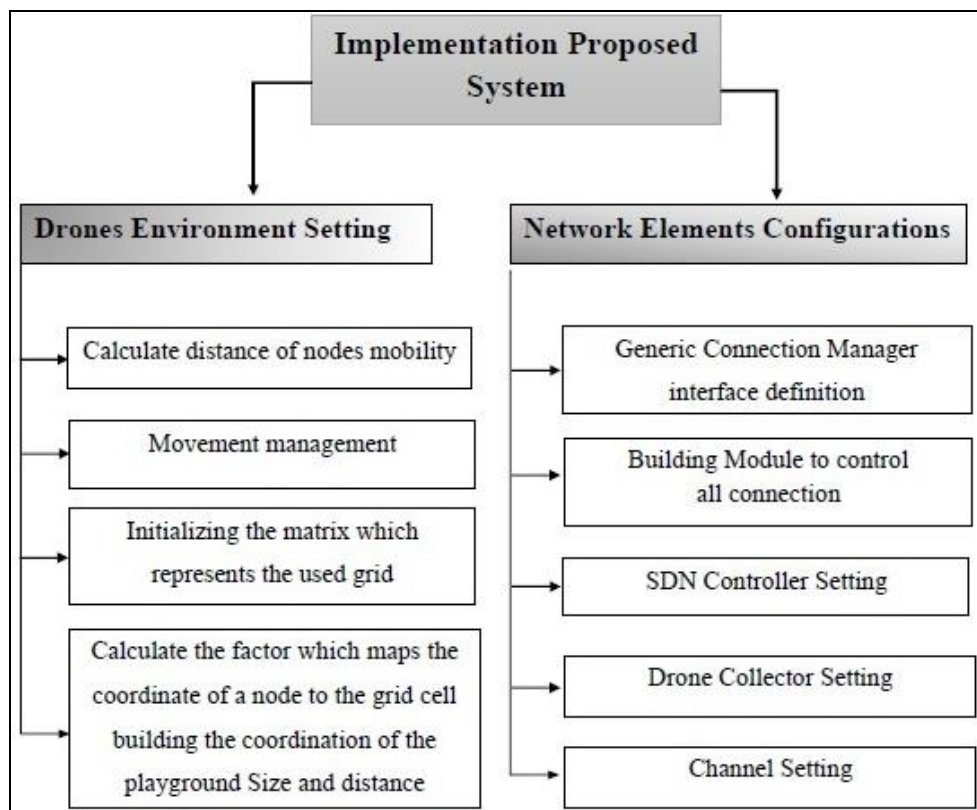 Implementation Proposed
System
Drones Environment Setting
Calculate distance of nodes mobility
Movement management
Initializing the matrix which
represents the used grid
Calculate the factor which maps the
coordinate of a node to the grid cell
building the coordination of the
playground Size and distance
Network Elements Configurations
Generic Connection Manager
interface definition
Building Module to control
all connection
SDN Controller Setting
Drone Collector Setting
Channel Setting